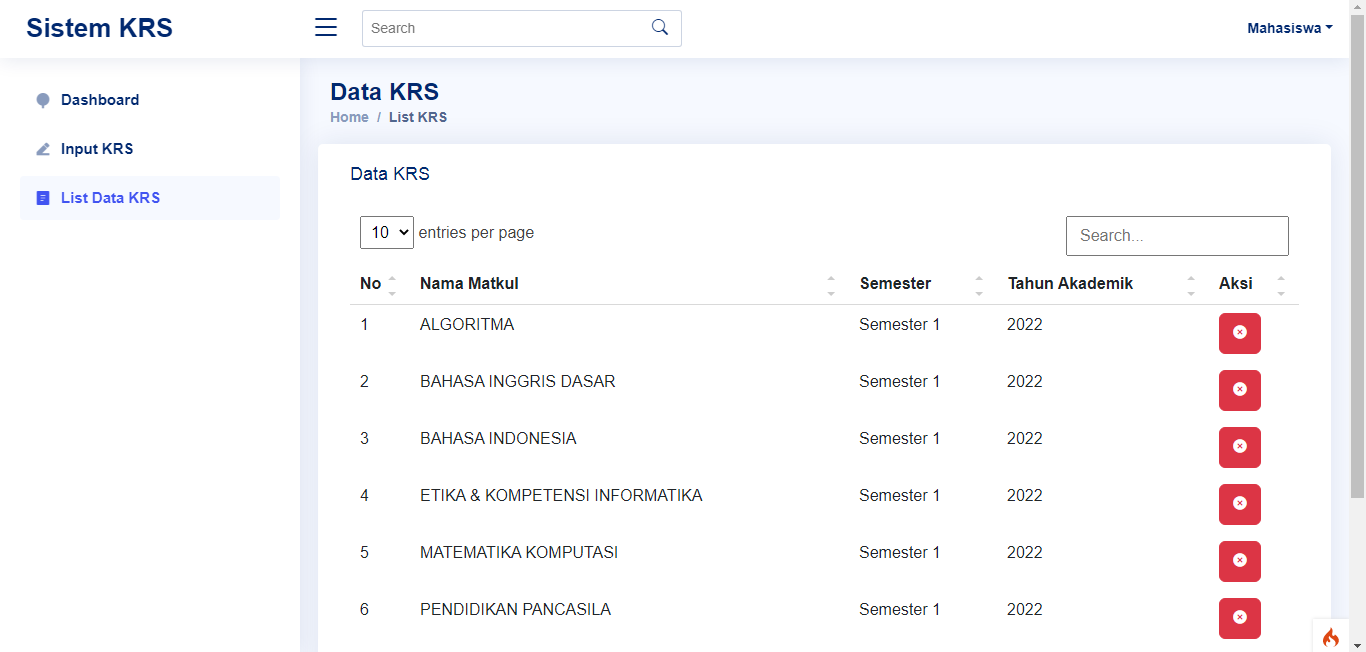 Sistem KRS
Search
Mahasiswa
Dashboard
Input KRS
List Data KRS
Data KRS
Home / List KRS
Data KRS
10 entries per page
Search...
No Nama Matkul Semester Tahun Akademik Aksi
1 ALGORITMA Semester 1 2022
2 BAHASA INGGRIS DASAR Semester 1 2022
3 BAHASA INDONESIA Semester 1 2022
4 ETIKA & KOMPETENSI INFORMATIKA Semester 1 2022
5 MATEMATIKA KOMPUTASI Semester 1 2022
6 PENDIDIKAN PANCASILA Semester 1 2022